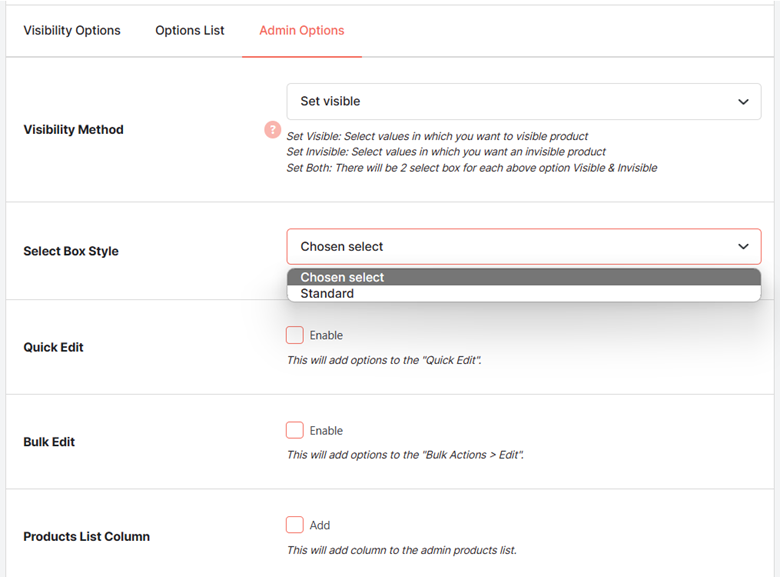 Visibility Options
Options List
Admin Options
Visibility Method
Set visible
?
Set Visible: Select values in which you want to visible product
Set Invisible: Select values in which you want an invisible product
Set Both: There will be 2 select box for each above option Visible & Invisible
Select Box Style
Chosen select
Chosen select
Standard
Quick Edit
Enable
This will add options to the "Quick Edit".
Bulk Edit
Enable
This will add options to the "Bulk Actions > Edit".
Products List Column
Add
This will add column to the admin products list.